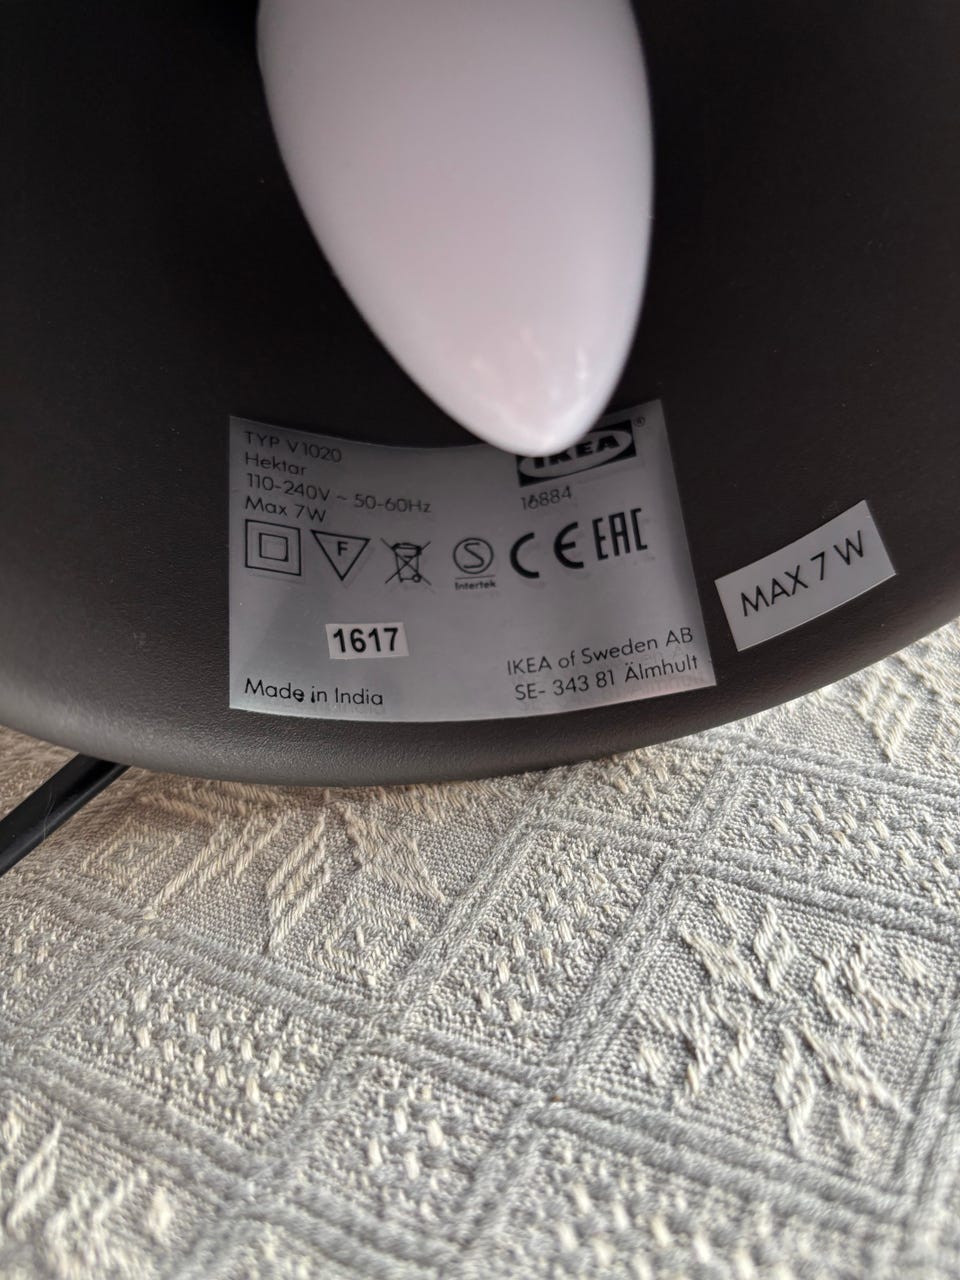 TYP V1020
Hektar
110-240V ~ 50-60Hz
Max 7W
IKEA®
16884
F
S
Intertek
CE EAC
1617
Made in India
IKEA of Sweden AB
SE- 343 81 Älmhult
MAX 7 W